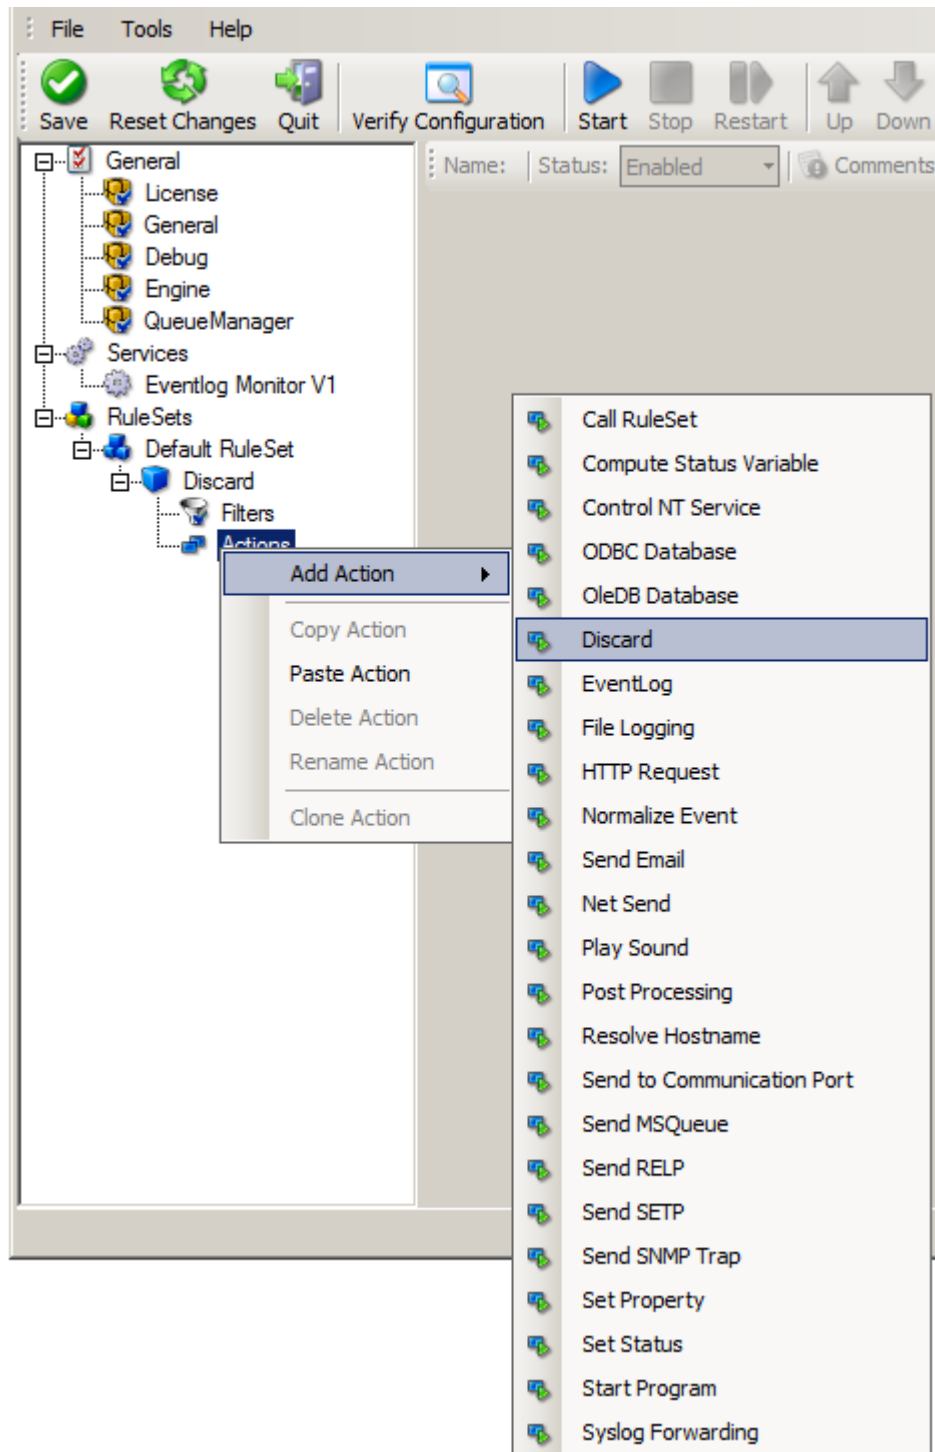 File Tools Help
Save Reset Changes Quit Verify Configuration Start Stop Restart Up Down
General
Name: Status: Enabled Comments
License
General
Debug
Engine
QueueManager
Services
Eventlog Monitor V1
RuleSets
Default RuleSet
Discard
Filters
Actions
Add Action
Copy Action
Paste Action
Delete Action
Rename Action
Clone Action
Call RuleSet
Compute Status Variable
Control NT Service
ODBC Database
OleDB Database
Discard
EventLog
File Logging
HTTP Request
Normalize Event
Send Email
Net Send
Play Sound
Post Processing
Resolve Hostname
Send to Communication Port
Send MSQueue
Send RELP
Send SETP
Send SNMP Trap
Set Property
Set Status
Start Program
Syslog Forwarding